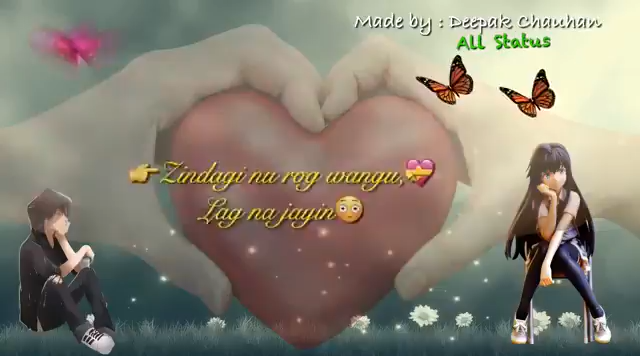 Made by : Deepak Chauhan
All Status
👉Zindagi nu rog wangu,💝
Lag na jayin😳